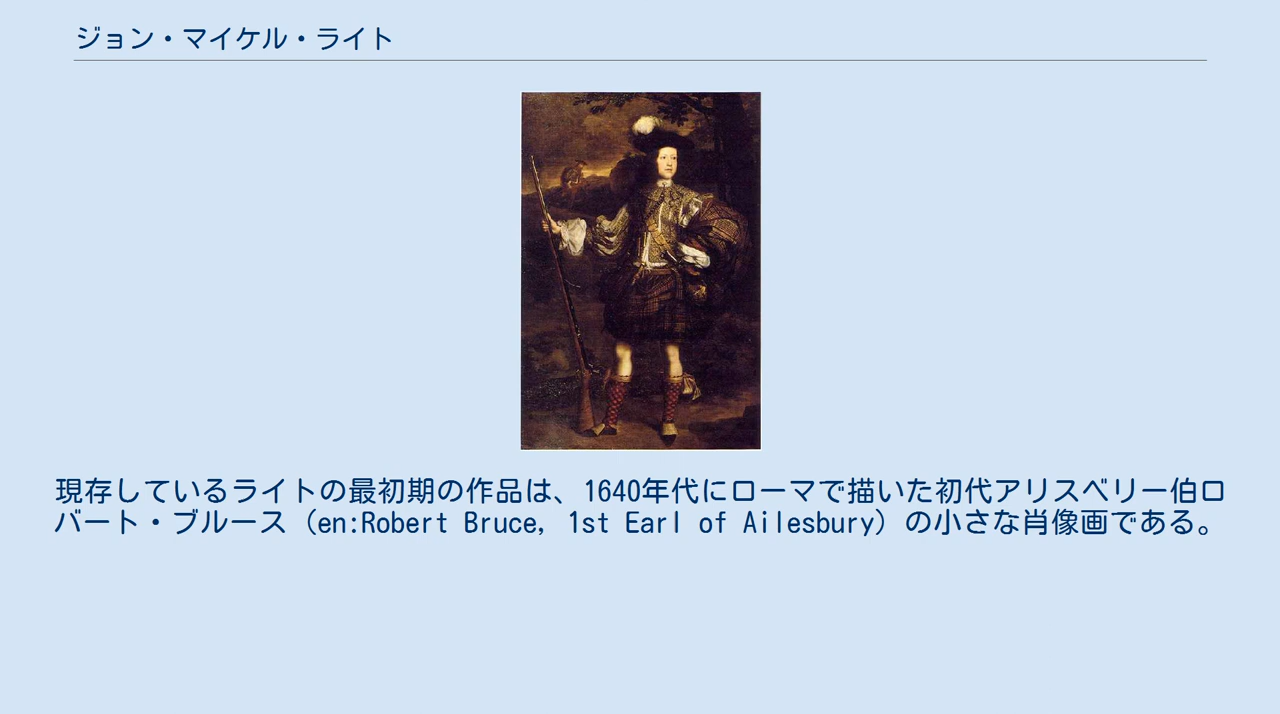 ジョン・マイケル・ライト
現存しているライトの最初期の作品は、1640年代にローマで描いた初代アリスベリー伯ロ
バート・ブルース（en:Robert Bruce, 1st Earl of Ailesbury）の小さな肖像画である。